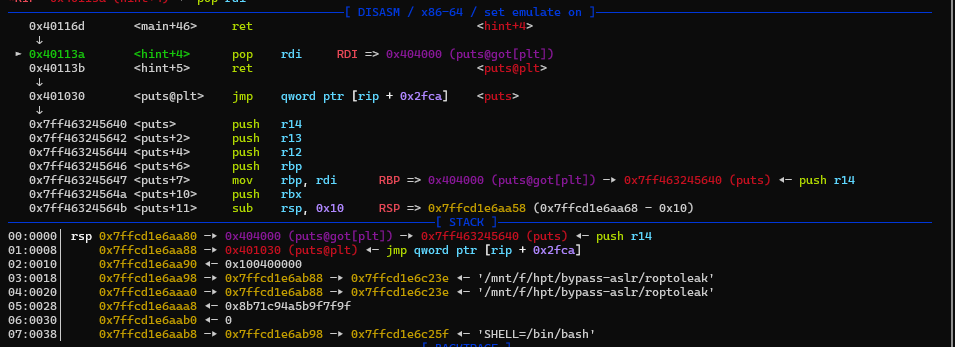 [ DISASM / x86-64 / set emulate on ]
0x40116d <main+46> ret <hint+4>
↓
► 0x40113a <hint+4> pop rdi RDI => 0x404000 (puts@got[plt])
0x40113b <hint+5> ret <puts@plt>
↓
0x401030 <puts@plt> jmp qword ptr [rip + 0x2fca] <puts>
↓
0x7ff463245640 <puts> push r14
0x7ff463245642 <puts+2> push r13
0x7ff463245644 <puts+4> push r12
0x7ff463245646 <puts+6> push rbp
0x7ff463245647 <puts+7> mov rbp, rdi RBP => 0x404000 (puts@got[plt]) —▸ 0x7ff463245640 (puts) ◂— push r14
0x7ff46324564a <puts+10> push rbx
0x7ff46324564b <puts+11> sub rsp, 0x10 RSP => 0x7ffcd1e6aa58 (0x7ffcd1e6aa68 - 0x10)
[ STACK ]
00:0000│ rsp 0x7ffcd1e6aa80 —▸ 0x404000 (puts@got[plt]) —▸ 0x7ff463245640 (puts) ◂— push r14
01:0008│ 0x7ffcd1e6aa88 —▸ 0x401030 (puts@plt) ◂— jmp qword ptr [rip + 0x2fca]
02:0010│ 0x7ffcd1e6aa90 ◂— 0x100400000
03:0018│ 0x7ffcd1e6aa98 —▸ 0x7ffcd1e6ab88 —▸ 0x7ffcd1e6c23e ◂— '/mnt/f/hpt/bypass-aslr/roptoleak'
04:0020│ 0x7ffcd1e6aaa0 —▸ 0x7ffcd1e6ab88 —▸ 0x7ffcd1e6c23e ◂— '/mnt/f/hpt/bypass-aslr/roptoleak'
05:0028│ 0x7ffcd1e6aaa8 ◂— 0x8b71c94a5b9f7f9f
06:0030│ 0x7ffcd1e6aab0 ◂— 0
07:0038│ 0x7ffcd1e6aab8 —▸ 0x7ffcd1e6ab98 —▸ 0x7ffcd1e6c25f ◂— 'SHELL=/bin/bash'